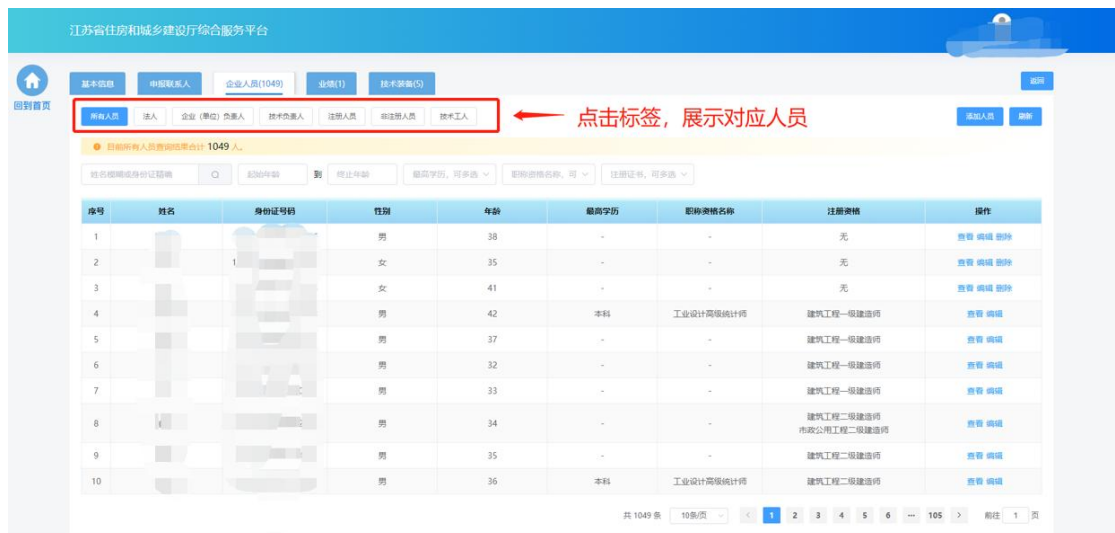 江苏省住房和城乡建设厅综合服务平台
回到首页
基本信息 申报联系人 企业人员(1049) 业绩(1) 技术装备(5) 返回
所有人员 法人 企业（单位）负责人 技术负责人 注册人员 非注册人员 技术工人 点击标签，展示对应人员 添加人员 刷新
目前所有人员查询结果合计 1049 人。
姓名模糊或身份证精确 起始年龄 到 终止年龄 最高学历，可多选 职称资格名称，可 注册证书，可多选
序号 姓名 身份证号码 性别 年龄 最高学历 职称资格名称 注册资格 操作
1 男 38 - - 无 查看 编辑 删除
2 1 女 35 - - 无 查看 编辑 删除
3 女 41 - - 无 查看 编辑 删除
4 男 42 本科 工业设计高级统计师 建筑工程一级建造师 查看 编辑
5 男 37 - - 建筑工程一级建造师 查看 编辑
6 男 32 - - 建筑工程一级建造师 查看 编辑
7 男 33 - - 建筑工程一级建造师 查看 编辑
8 男 34 - - 建筑工程二级建造师 查看 编辑
市政公用工程二级建造师
9 男 35 - - 建筑工程二级建造师 查看 编辑
10 男 36 本科 工业设计高级统计师 建筑工程二级建造师 查看 编辑
共 1049 条 10条/页 < 1 2 3 4 5 6 ··· 105 > 前往 1 页